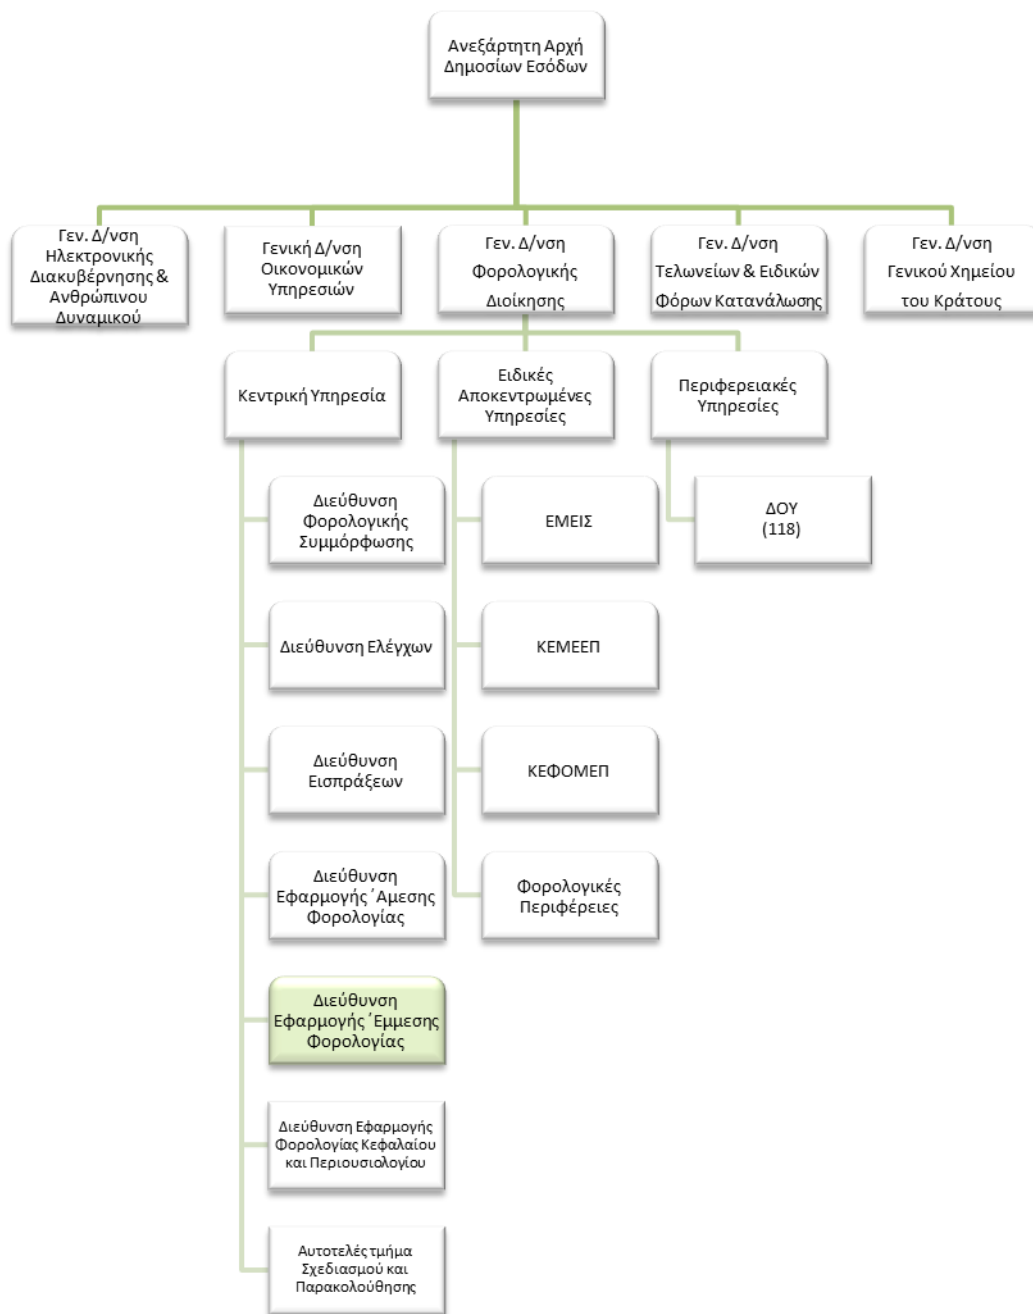 Ανεξάρτητη Αρχή
Δημοσίων Εσόδων
Γεν. Δ/νση
Ηλεκτρονικής
Διακυβέρνησης &
Ανθρώπινου
Δυναμικού
Γενική Δ/νση
Οικονομικών
Υπηρεσιών
Γεν. Δ/νση
Φορολογικής
Διοίκησης
Γεν. Δ/νση
Τελωνείων & Ειδικών
Φόρων Κατανάλωσης
Γεν. Δ/νση
Γενικού Χημείου
του Κράτους
Κεντρική Υπηρεσία
Ειδικές
Αποκεντρωμένες
Υπηρεσίες
Περιφερειακές
Υπηρεσίες
Διεύθυνση
Φορολογικής
Συμμόρφωσης
ΕΜΕΙΣ
ΔΟΥ
(118)
Διεύθυνση Ελέγχων
ΚΕΜΕΕΠ
Διεύθυνση
Εισπράξεων
ΚΕΦΟΜΕΠ
Διεύθυνση
Εφαρμογής ΄Αμεσης
Φορολογίας
Φορολογικές
Περιφέρειες
Διεύθυνση
Εφαρμογής ΄Εμμεσης
Φορολογίας
Διεύθυνση Εφαρμογής
Φορολογίας Κεφαλαίου
και Περιουσιολογίου
Αυτοτελές τμήμα
Σχεδιασμού και
Παρακολούθησης